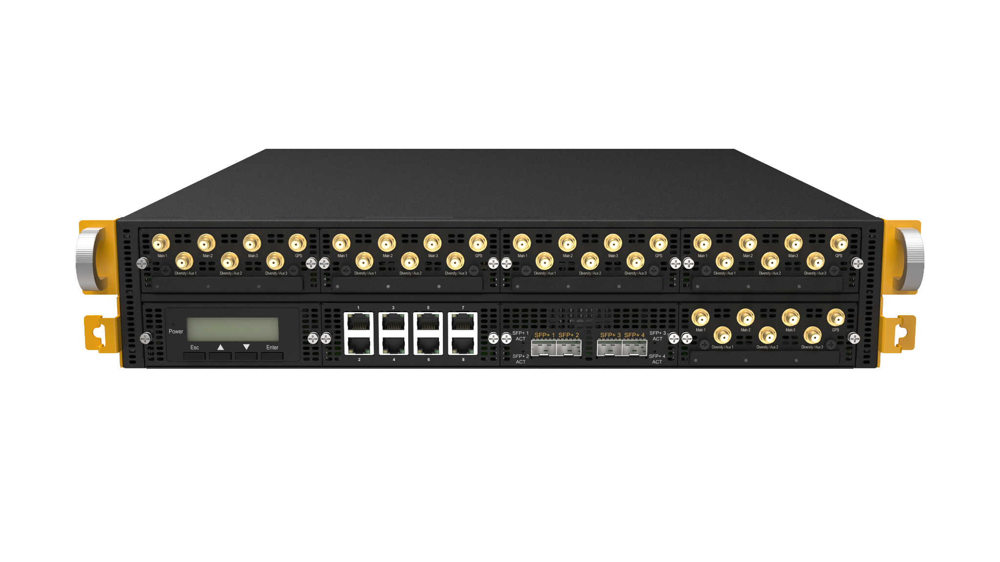 Main 1 Main 2 Main 3 GPS
Diversity / Aux 1 Diversity / Aux 2 Diversity / Aux 3
Main 1 Main 2 Main 3 GPS
Diversity / Aux 1 Diversity / Aux 2 Diversity / Aux 3
Main 1 Main 2 Main 3 GPS
Diversity / Aux 1 Diversity / Aux 2 Diversity / Aux 3
Main 1 Main 2 Main 3 GPS
Diversity / Aux 1 Diversity / Aux 2 Diversity / Aux 3
Power
Esc ▲ ▼ Enter
1 3 5 7
2 4 6 8
SFP+ 1
ACT
SFP+ 1 SFP+ 2
SFP+ 3 SFP+ 4
SFP+ 3
ACT
SFP+ 2
ACT
SFP+ 4
ACT
Main 1 Main 2 Main 3 GPS
Diversity / Aux 1 Diversity / Aux 2 Diversity / Aux 3